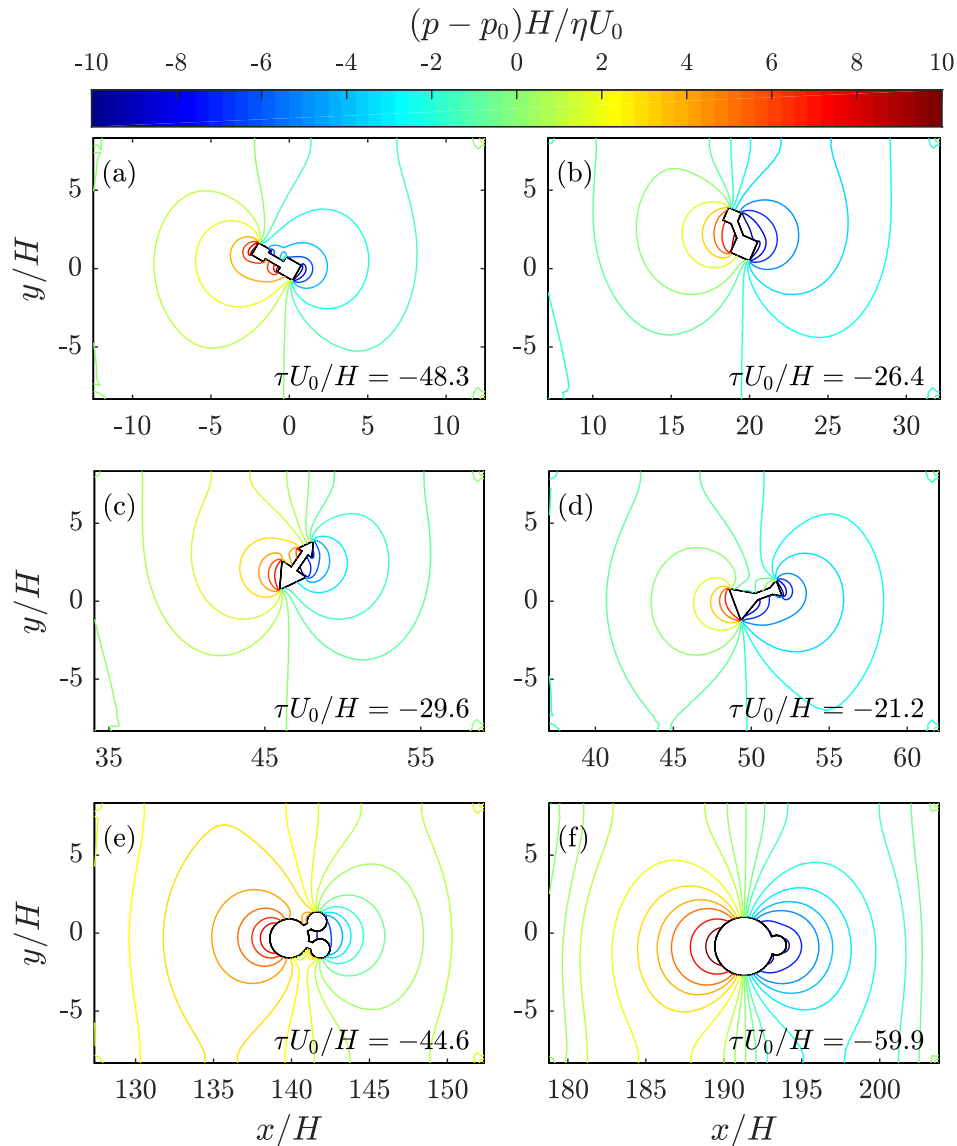 (p − p₀)H/ηU₀
-10 -8 -6 -4 -2 0 2 4 6 8 10
(a) (b)
5 5
y/H
0 0
-5 -5
τU₀/H = −48.3 τU₀/H = −26.4
-10 -5 0 5 10 10 15 20 25 30
(c) (d)
5 5
y/H
0 0
-5 -5
τU₀/H = −29.6 τU₀/H = −21.2
35 45 55 40 45 50 55 60
(e) (f)
5 5
y/H
0 0
-5 -5
τU₀/H = −44.6 τU₀/H = −59.9
130 135 140 145 150 180 185 190 195 200
x/H x/H